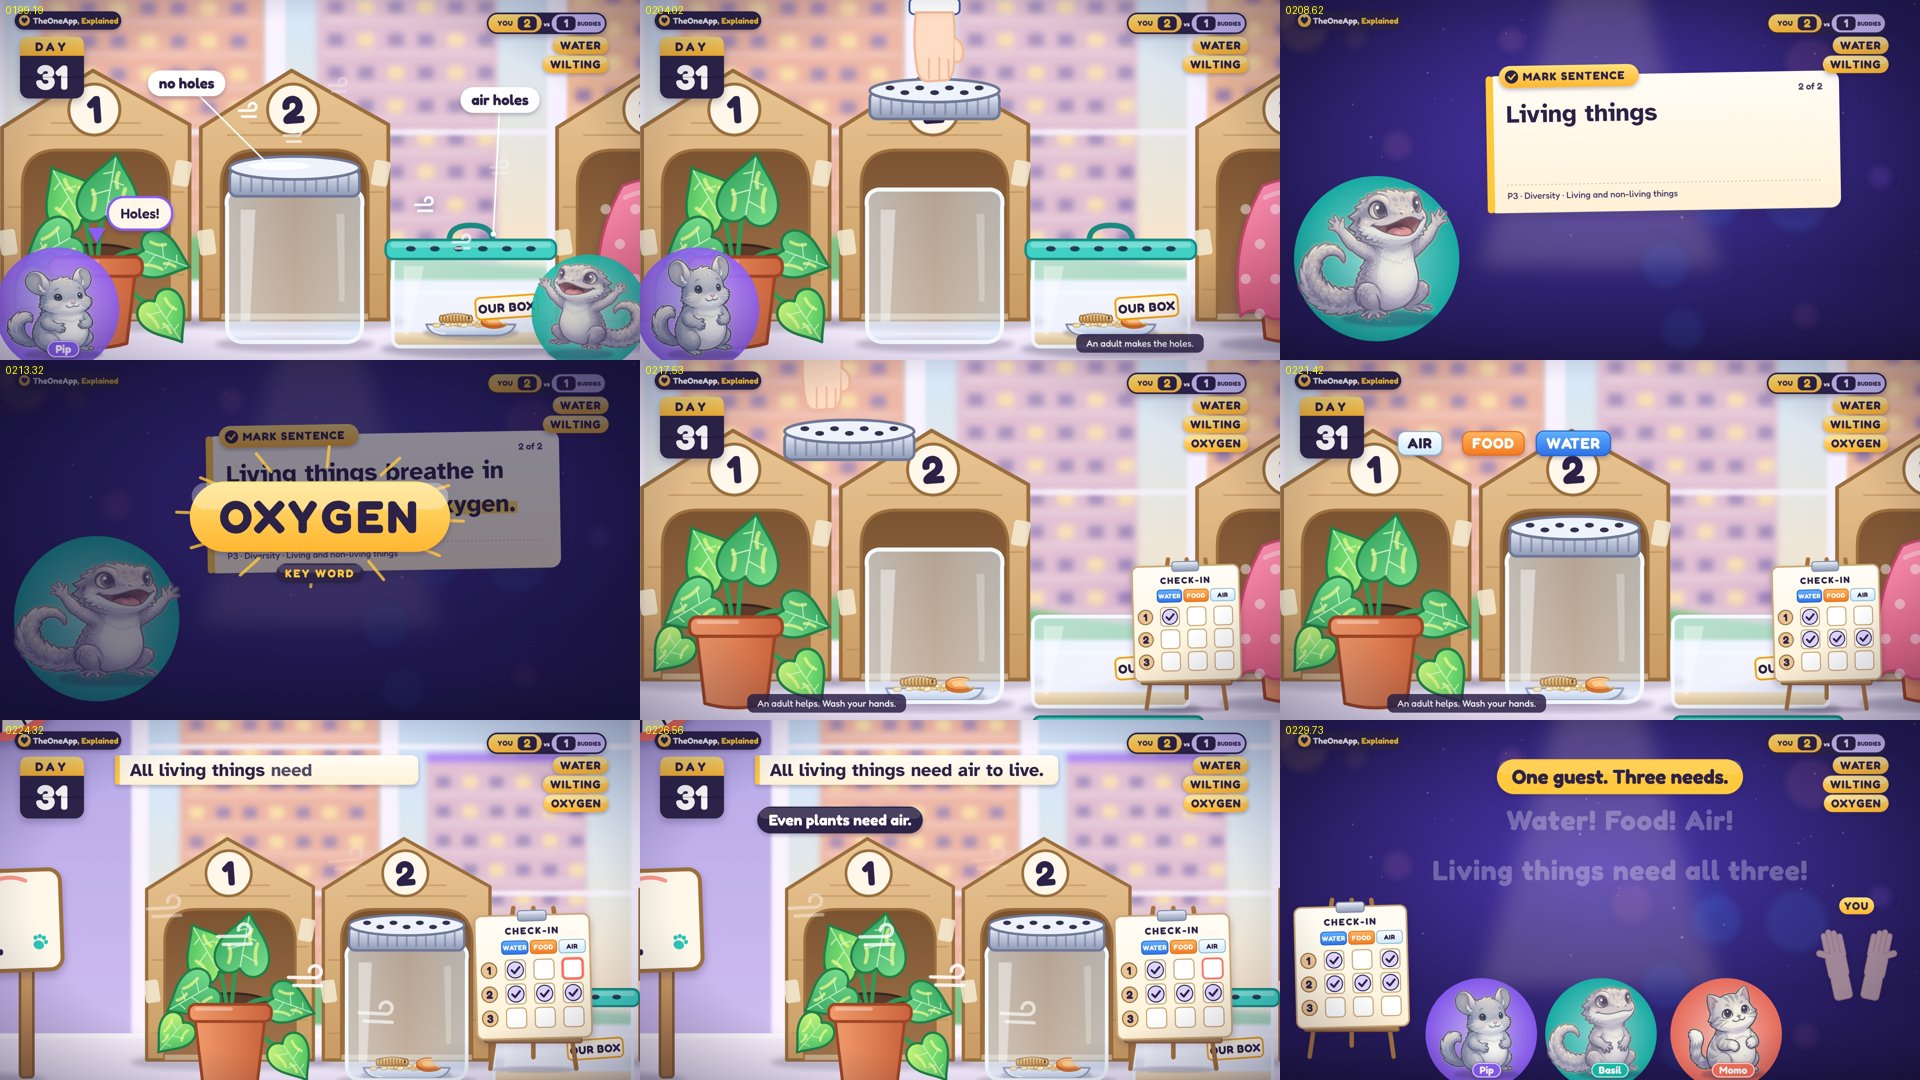 0199.19
TheOneApp, Explained
YOU 2 vs 1 BUDDIES
DAY
31
WATER
WILTING
1
no holes
2
air holes
Holes!
OUR BOX
Pip
0204.02
TheOneApp, Explained
YOU 2 vs 1 BUDDIES
DAY
31
WATER
WILTING
1
OUR BOX
An adult makes the holes.
0208.62
TheOneApp, Explained
YOU 2 vs 1 BUDDIES
WATER
WILTING
MARK SENTENCE
2 of 2
Living things
P3 · Diversity · Living and non-living things
0213.32
TheOneApp, Explained
YOU 2 vs 1 BUDDIES
WATER
WILTING
MARK SENTENCE
2 of 2
Living things breathe in
xygen.
OXYGEN
P3 · Diversity · Living and non-living things
KEY WORD
0217.53
TheOneApp, Explained
YOU 2 vs 1 BUDDIES
DAY
31
WATER
WILTING
OXYGEN
1
2
CHECK-IN
WATER FOOD AIR
1
2
3
OU
An adult helps. Wash your hands.
0221.42
TheOneApp, Explained
YOU 2 vs 1 BUDDIES
DAY
31
WATER
WILTING
OXYGEN
AIR FOOD WATER
1
2
CHECK-IN
WATER FOOD AIR
1
2
3
OU
An adult helps. Wash your hands.
0224.32
TheOneApp, Explained
YOU 2 vs 1 BUDDIES
DAY
31
All living things need
WATER
WILTING
OXYGEN
1
2
CHECK-IN
WATER FOOD AIR
1
2
3
OUR BOX
0226.56
TheOneApp, Explained
YOU 2 vs 1 BUDDIES
DAY
31
All living things need air to live.
WATER
WILTING
OXYGEN
Even plants need air.
1
2
CHECK-IN
WATER FOOD AIR
1
2
3
OUR BOX
0229.73
TheOneApp, Explained
YOU 2 vs 1 BUDDIES
WATER
WILTING
OXYGEN
One guest. Three needs.
Water! Food! Air!
Living things need all three!
YOU
CHECK-IN
WATER FOOD AIR
1
2
3
Pip
Basil
Momo